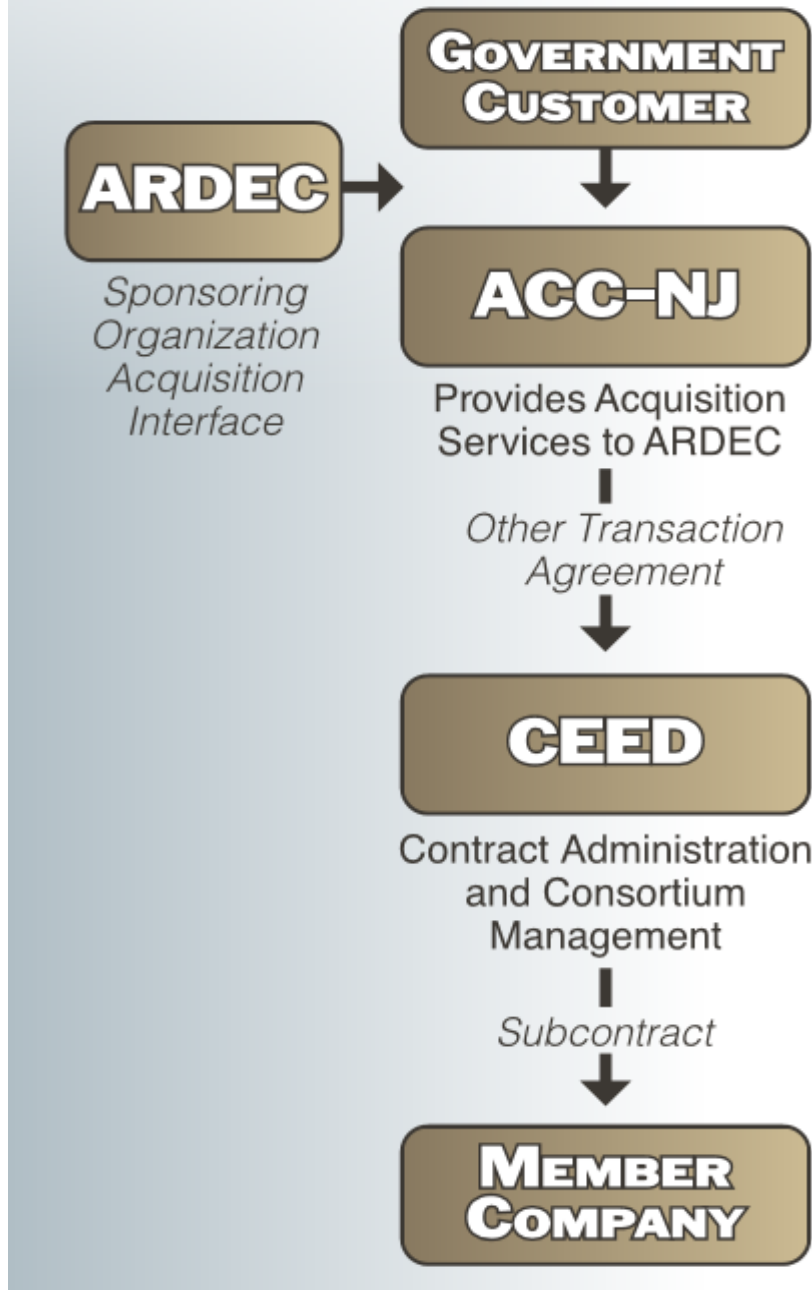 GOVERNMENT
CUSTOMER
ARDEC
Sponsoring
Organization
Acquisition
Interface
ACC-NJ
Provides Acquisition
Services to ARDEC
Other Transaction
Agreement
CEED
Contract Administration
and Consortium
Management
Subcontract
MEMBER
COMPANY